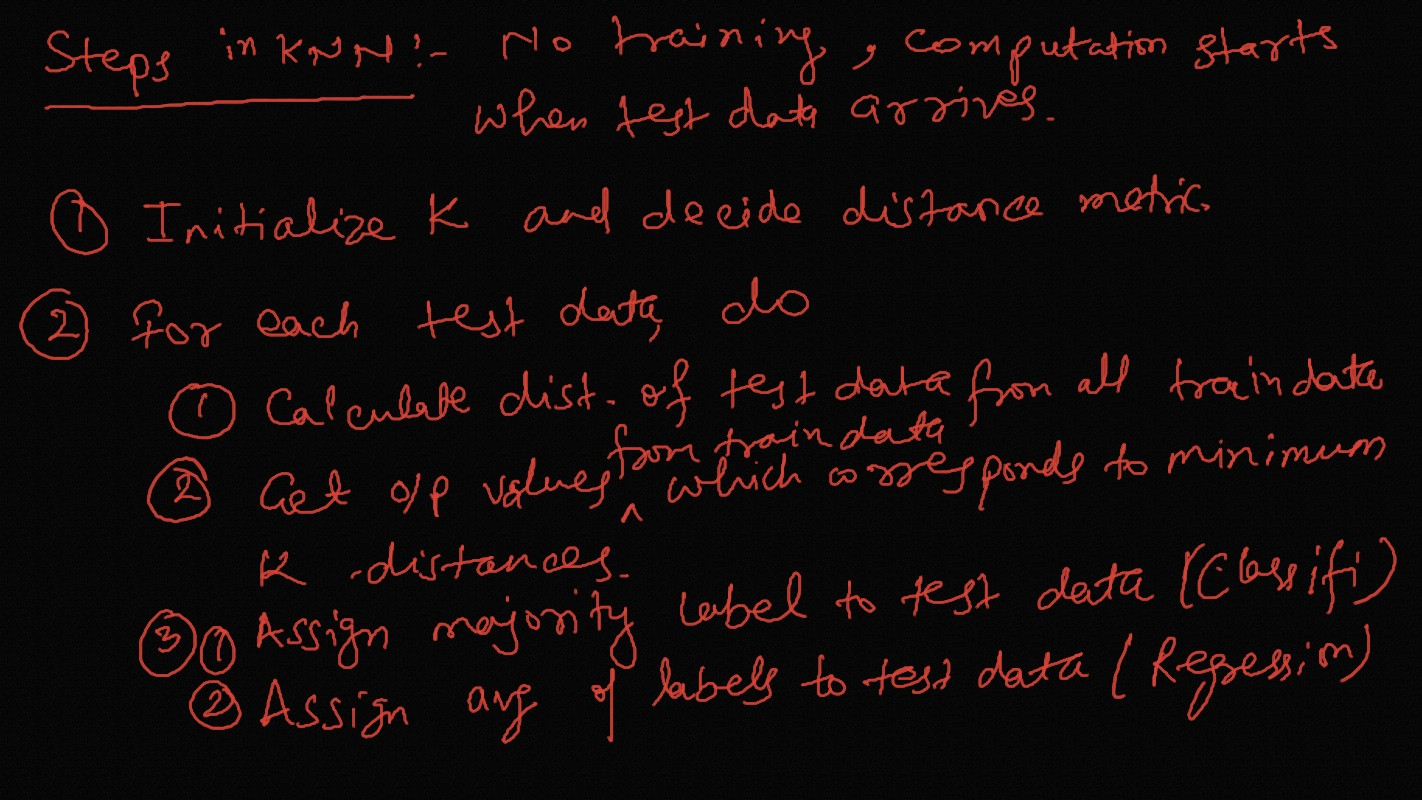 Steps in KNN:- No training, computation starts
when test data arrives.
① Initialize K and decide distance metric.
② For each test data, do
① Calculate dist. of test data from all train data
from train data
② Get o/p values ^ which corresponds to minimum
K distances.
③ ① Assign majority label to test data (Classifi)
② Assign avg of labels to test data (Regression)